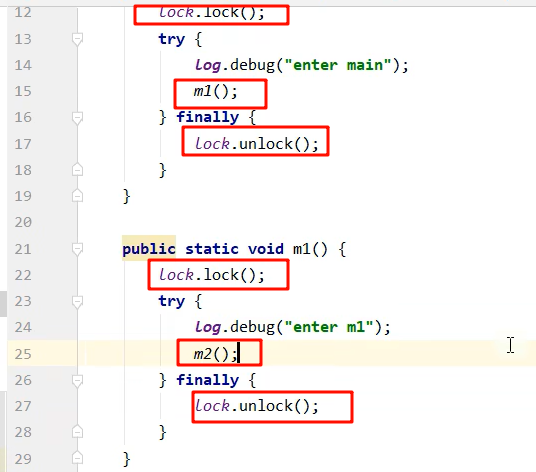 12 lock.lock();
13 try {
14 log.debug("enter main");
15 m1();
16 } finally {
17 lock.unlock();
18 }
19 }
20
21 public static void m1() {
22 lock.lock();
23 try {
24 log.debug("enter m1");
25 m2();
26 } finally {
27 lock.unlock();
28 }
29 }